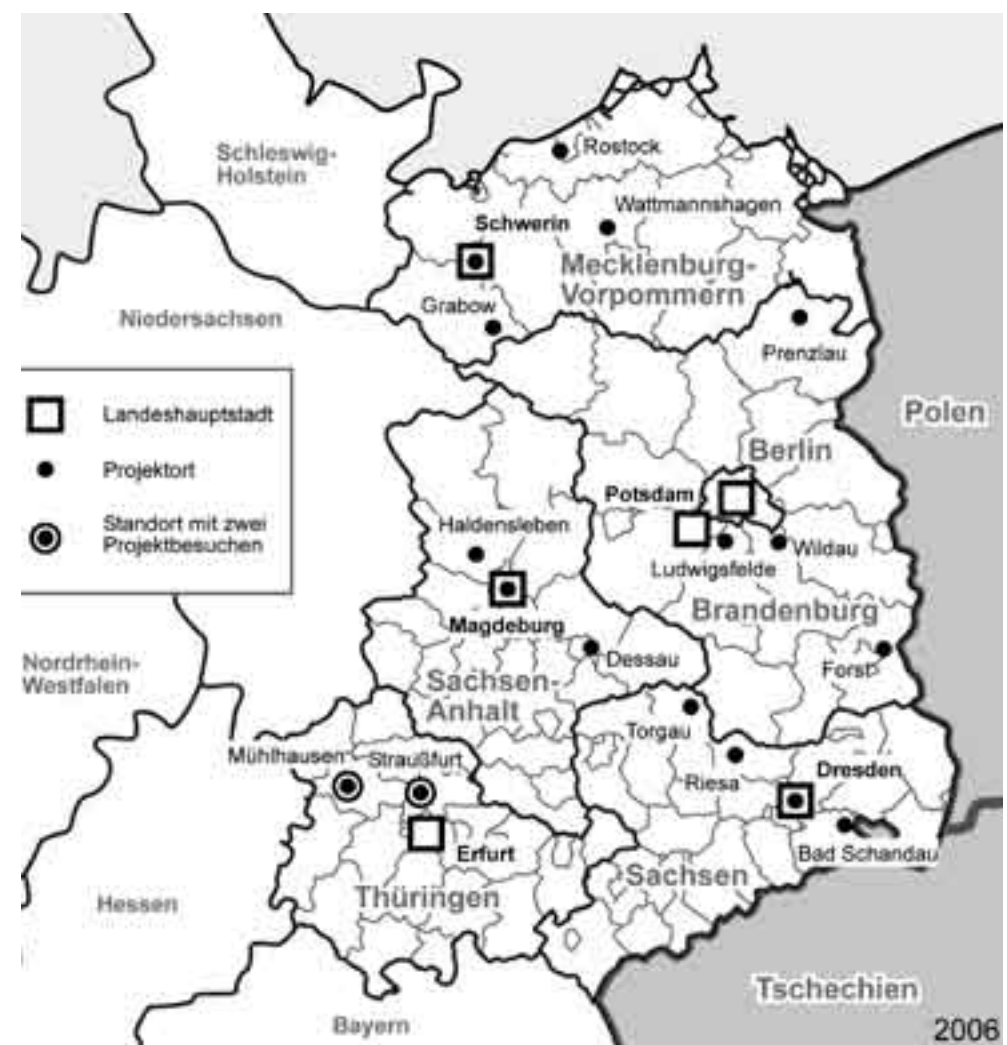 Schleswig-
Holstein
Rostock
Wattmannshagen
Schwerin
Mecklenburg-
Vorpommern
Grabow
Niedersachsen
Prenzlau
Landeshauptstadt
Projektort
Standort mit zwei
Projektbesuchen
Polen
Berlin
Potsdam
Haldensleben
Wildau
Ludwigsfelde
Brandenburg
Magdeburg
Dessau
Forst
Nordrhein-
Westfalen
Sachsen-
Anhalt
Torgau
Mühlhausen
Straußfurt
Riesa
Dresden
Erfurt
Bad Schandau
Sachsen
Thüringen
Hessen
Tschechien
Bayern
2006